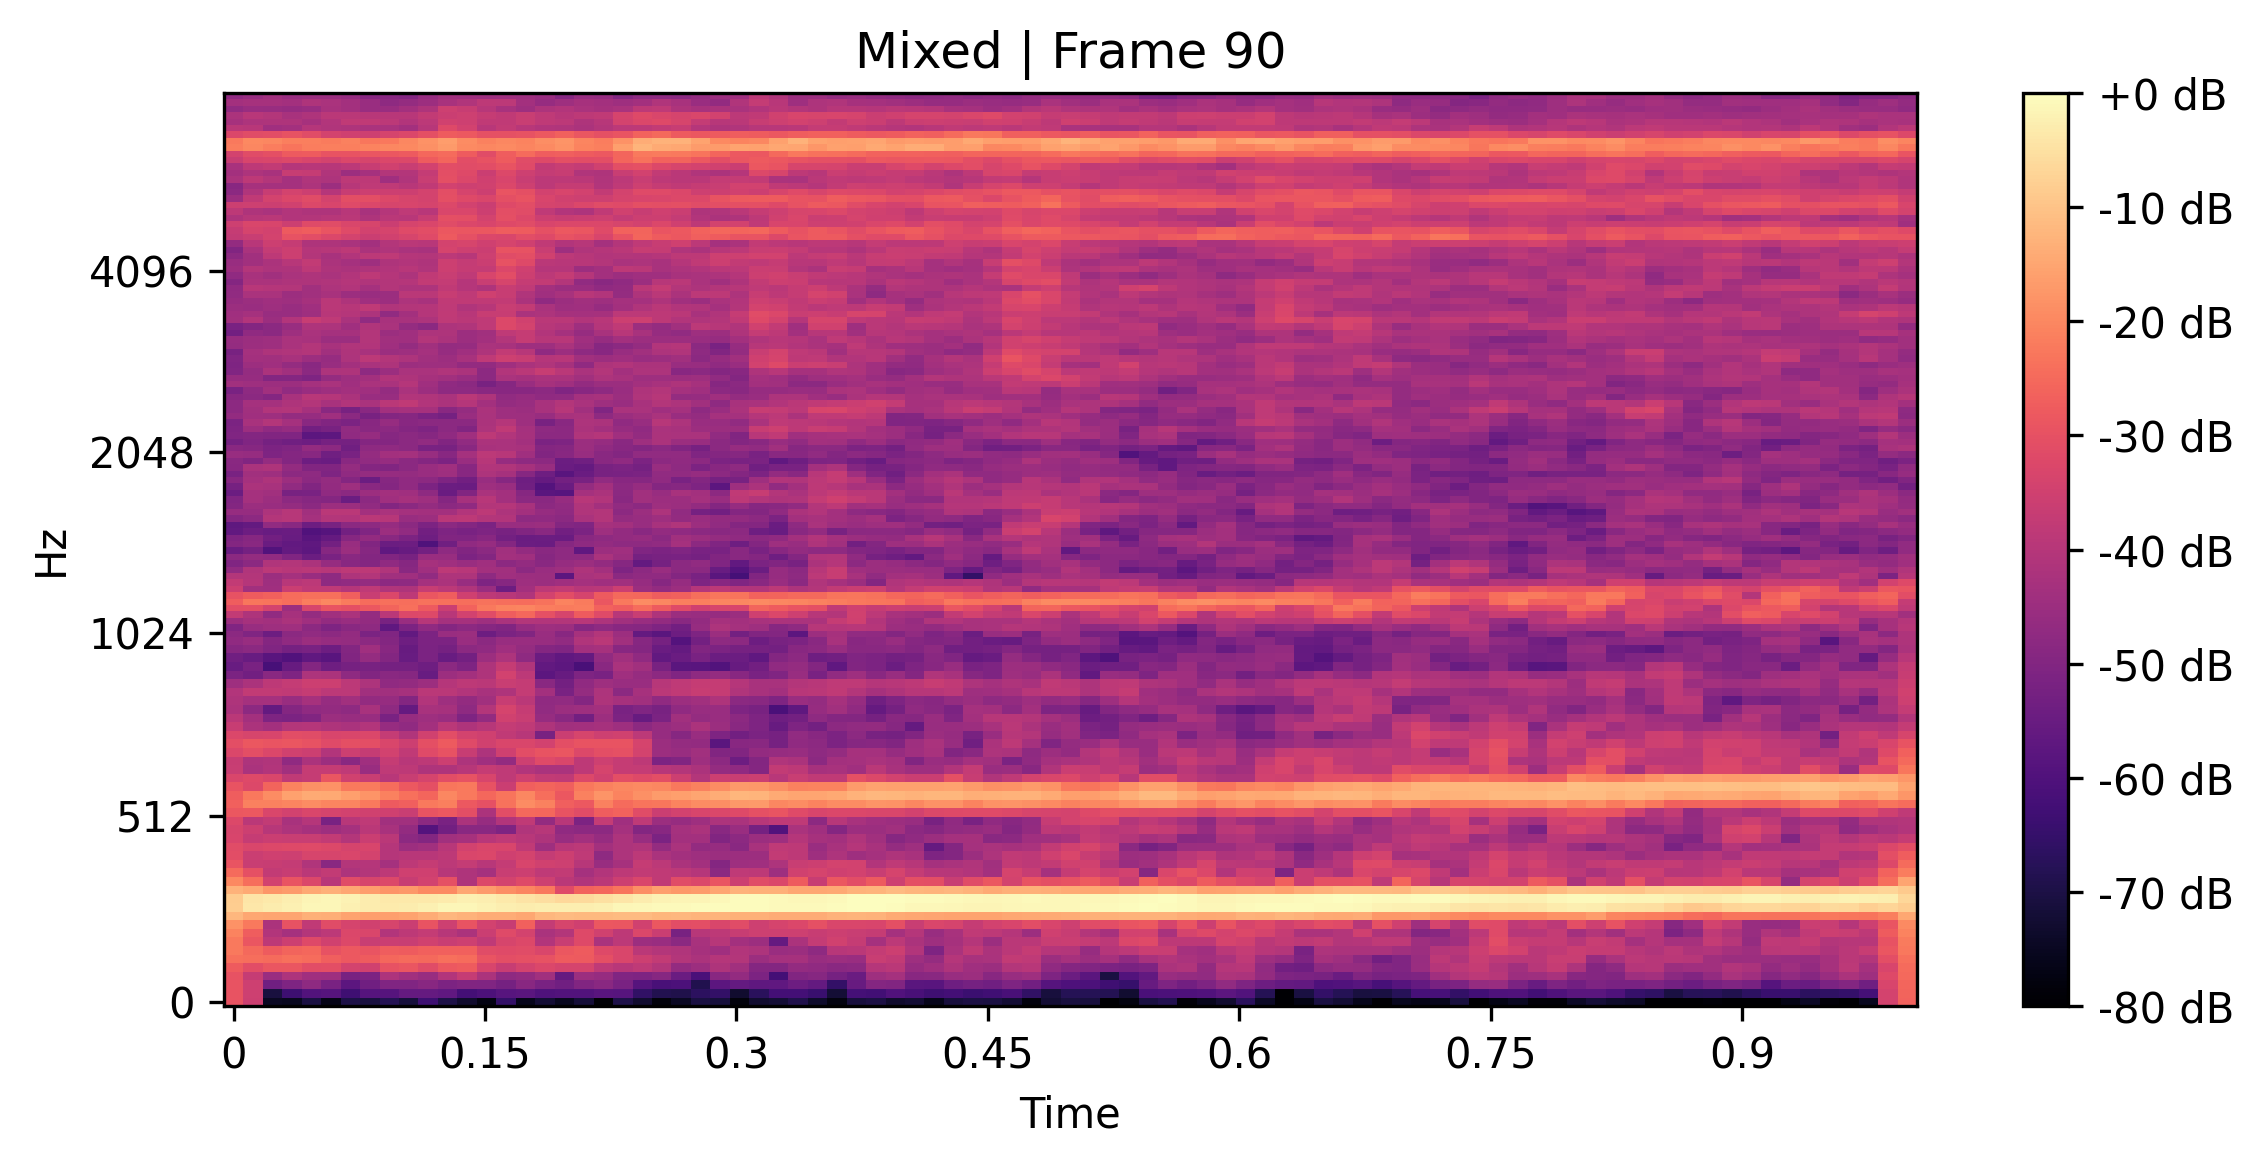 Mixed | Frame 90
Hz
4096
2048
1024
512
0
0 0.15 0.3 0.45 0.6 0.75 0.9
Time
+0 dB
-10 dB
-20 dB
-30 dB
-40 dB
-50 dB
-60 dB
-70 dB
-80 dB